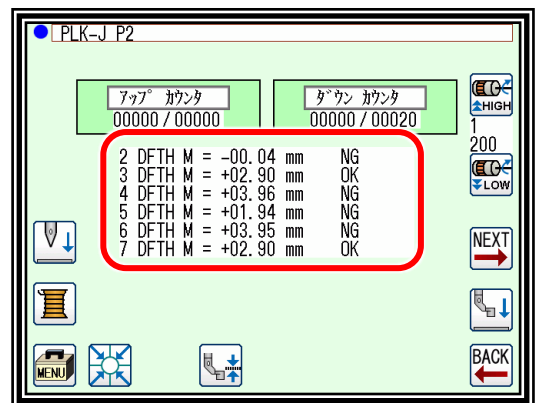 PLK-J P2
アップ カウンタ
00000 / 00000
ダウン カウンタ
00000 / 00020
HIGH
1
200
LOW
2 DFTH M = -00.04 mm NG
3 DFTH M = +02.90 mm OK
4 DFTH M = +03.96 mm NG
5 DFTH M = +01.94 mm NG
6 DFTH M = +03.95 mm NG
7 DFTH M = +02.90 mm OK
NEXT
MENU
BACK